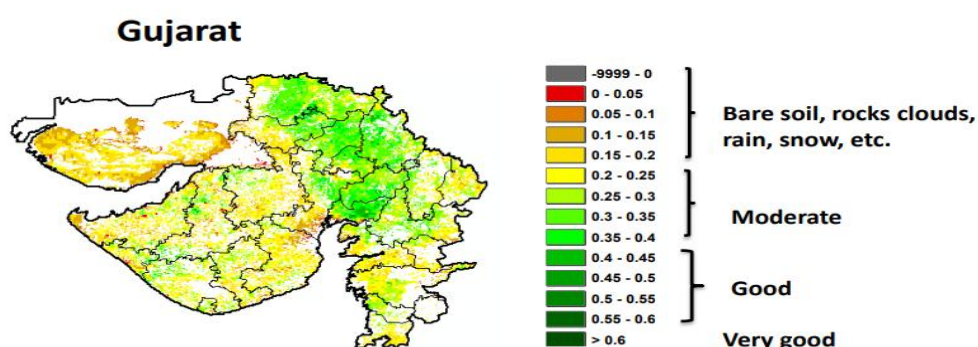 Gujarat
-9999 - 0
0 - 0.05
0.05 - 0.1
0.1 - 0.15
0.15 - 0.2
0.2 - 0.25
0.25 - 0.3
0.3 - 0.35
0.35 - 0.4
0.4 - 0.45
0.45 - 0.5
0.5 - 0.55
0.55 - 0.6
> 0.6
Bare soil, rocks clouds,
rain, snow, etc.
Moderate
Good
Very good